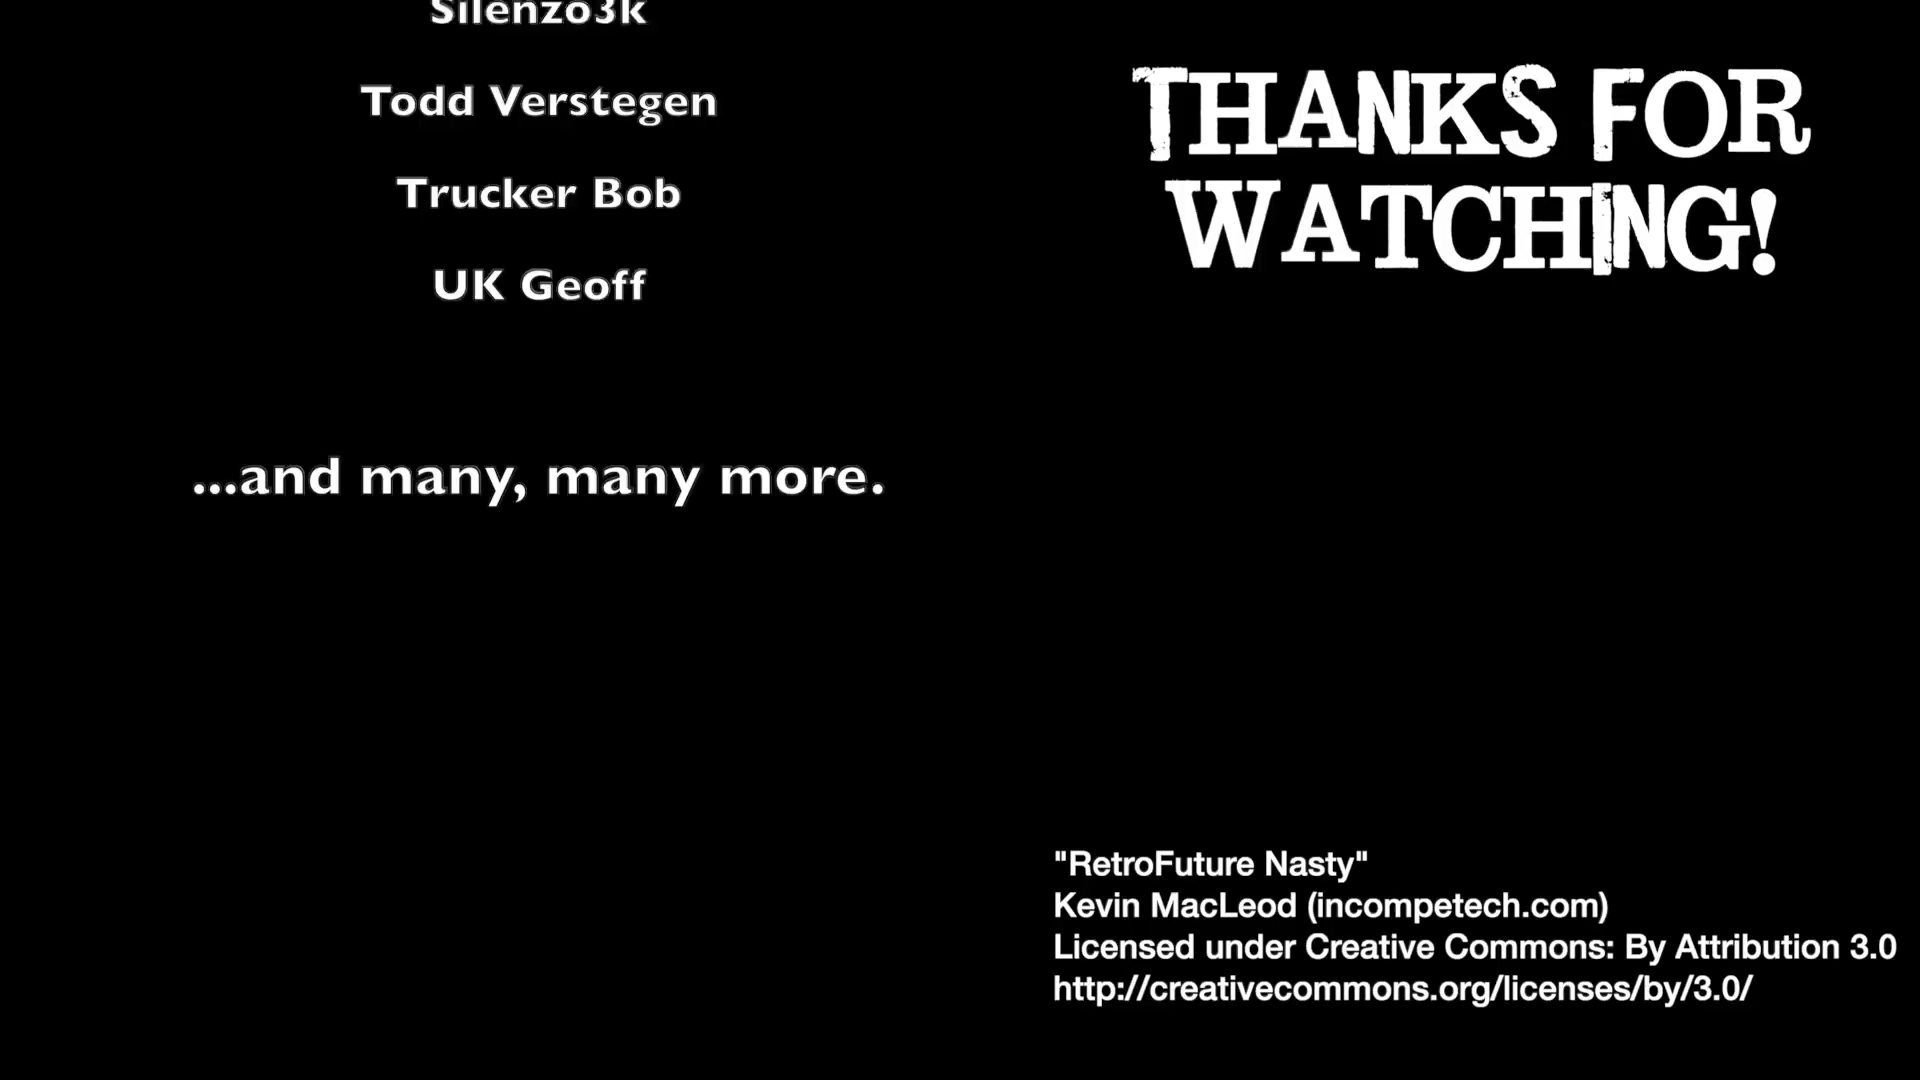 Silenzo3k
Todd Verstegen
Trucker Bob
UK Geoff
...and many, many more.
THANKS FOR
WATCHING!
"RetroFuture Nasty"
Kevin MacLeod (incompetech.com)
Licensed under Creative Commons: By Attribution 3.0
http://creativecommons.org/licenses/by/3.0/